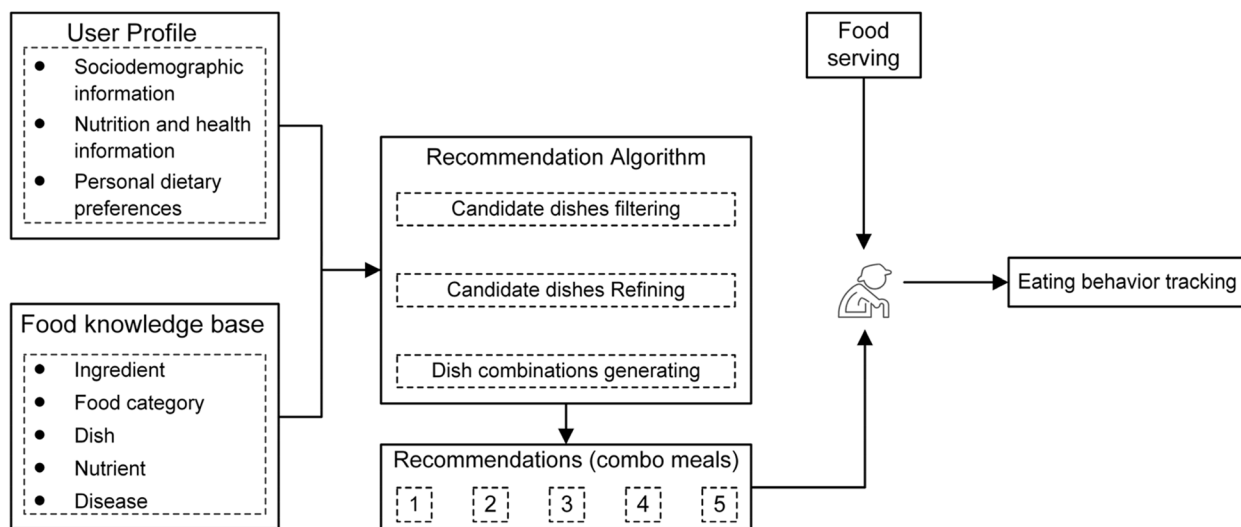 User Profile
● Sociodemographic
information
● Nutrition and health
information
● Personal dietary
preferences
Food knowledge base
● Ingredient
● Food category
● Dish
● Nutrient
● Disease
Recommendation Algorithm
Candidate dishes filtering
Candidate dishes Refining
Dish combinations generating
Recommendations (combo meals)
1 2 3 4 5
Food
serving
Eating behavior tracking